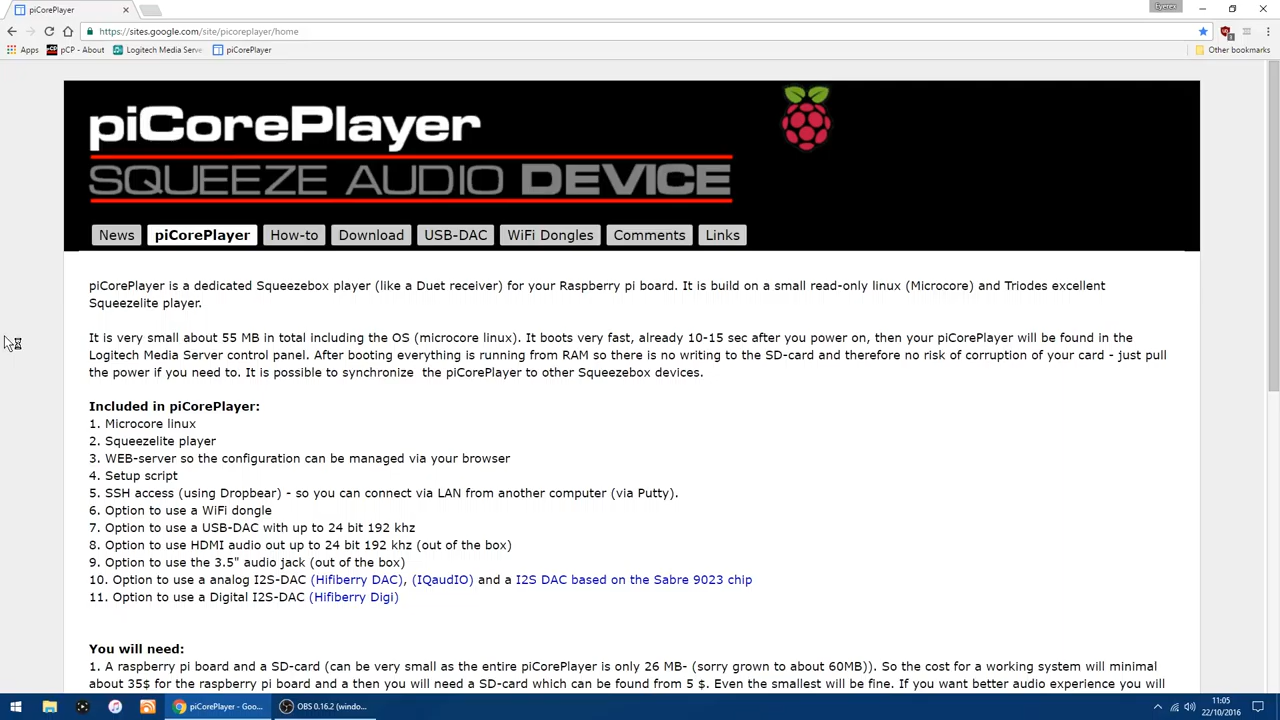 piCorePlayer
Eyerex
https://sites.google.com/site/picoreplayer/home
Apps pCP - About Logitech Media Serve piCorePlayer Other bookmarks
piCorePlayer
SQUEEZE AUDIO DEVICE
News piCorePlayer How-to Download USB-DAC WiFi Dongles Comments Links
piCorePlayer is a dedicated Squeezebox player (like a Duet receiver) for your Raspberry pi board. It is build on a small read-only linux (Microcore) and Triodes excellent
Squeezelite player.
It is very small about 55 MB in total including the OS (microcore linux). It boots very fast, already 10-15 sec after you power on, then your piCorePlayer will be found in the
Logitech Media Server control panel. After booting everything is running from RAM so there is no writing to the SD-card and therefore no risk of corruption of your card - just pull
the power if you need to. It is possible to synchronize  the piCorePlayer to other Squeezebox devices.
Included in piCorePlayer:
1. Microcore linux
2. Squeezelite player
3. WEB-server so the configuration can be managed via your browser
4. Setup script
5. SSH access (using Dropbear) - so you can connect via LAN from another computer (via Putty).
6. Option to use a WiFi dongle
7. Option to use a USB-DAC with up to 24 bit 192 khz
8. Option to use HDMI audio out up to 24 bit 192 khz (out of the box)
9. Option to use the 3.5" audio jack (out of the box)
10. Option to use a analog I2S-DAC (Hifiberry DAC), (IQaudIO) and a I2S DAC based on the Sabre 9023 chip
11. Option to use a Digital I2S-DAC (Hifiberry Digi)
You will need:
1. A raspberry pi board and a SD-card (can be very small as the entire piCorePlayer is only 26 MB- (sorry grown to about 60MB)). So the cost for a working system will minimal
about 35$ for the raspberry pi board and a then you will need a SD-card which can be found from 5 $. Even the smallest will be fine. If you want better audio experience you will
piCorePlayer - Goo... OBS 0.16.2 (windo... 11:05
22/10/2016